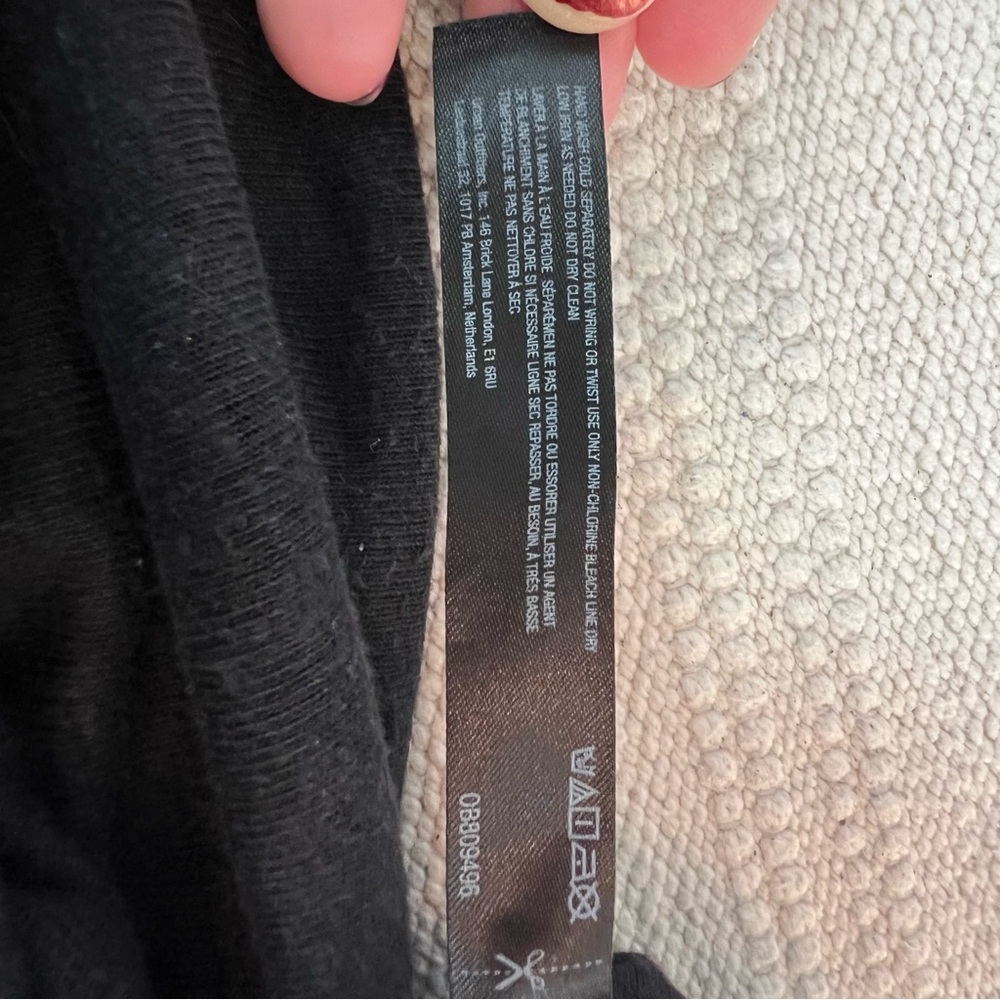 HAND WASH COLD SEPARATELY DO NOT WRING OR TWIST USE ONLY NON-CHLORINE BLEACH LINE DRY
LOW IRON AS NEEDED DO NOT DRY CLEAN
LAVER À LA MAIN À L'EAU FROIDE SÉPARÉMEN NE PAS TORDRE OU ESSORER UTILISER UN AGENT
DE BLANCHIMENT SANS CHLORE SI NÉCESSAIRE LIGNE SEC REPASSER, AU BESOIN, À TRÈS BASSE
TEMPÉRATURE NE PAS NETTOYER À SEC
Urban Outfitters, Inc. 146 Brick Lane London, E1 6RU
32, 1017 PB Amsterdam, Netherlands
0B809496